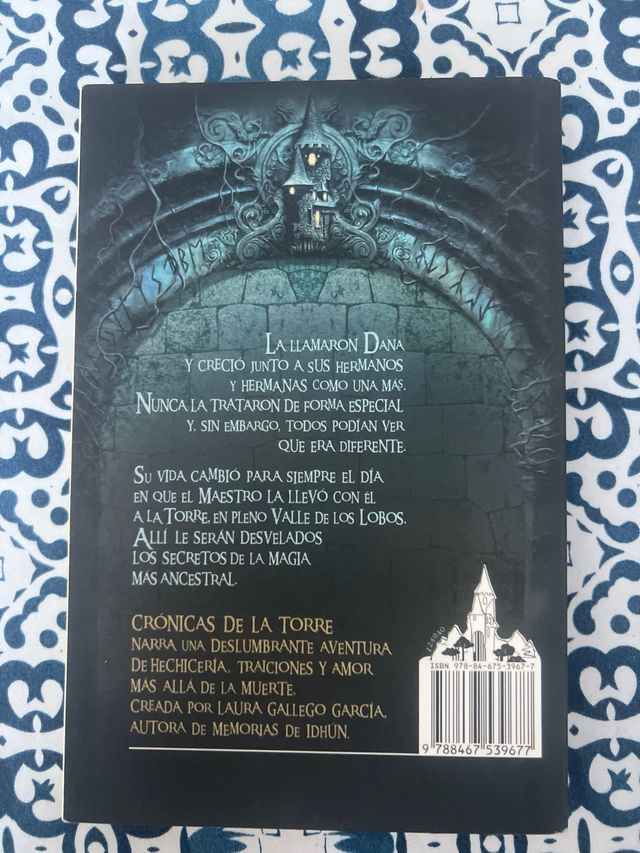 La llamaron Dana
y creció junto a sus hermanos
y hermanas como una más.
Nunca la trataron de forma especial
y, sin embargo, todos podían ver
que era diferente.
Su vida cambió para siempre el día
en que el Maestro la llevó con él
a la Torre, en pleno Valle de los Lobos.
Allí le serán desvelados
los secretos de la magia
más ancestral.
Crónicas de la Torre
narra una deslumbrante aventura
de hechicería, traiciones y amor
más allá de la muerte,
creada por Laura Gallego García,
autora de Memorias de Idhún.
124040
ISBN 978-84-675-3967-7
9 788467 539677